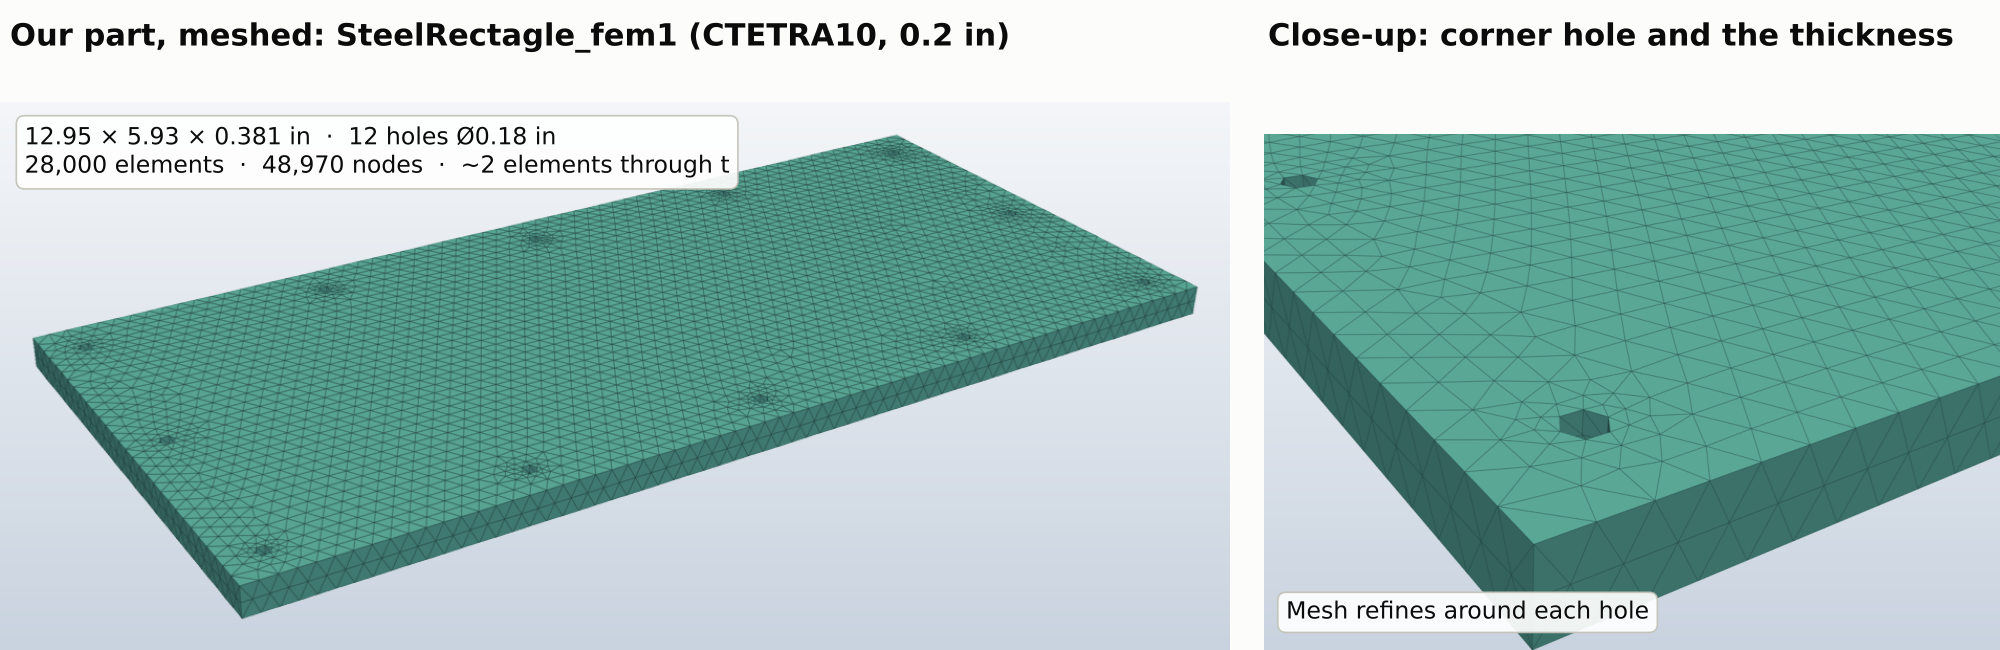 Our part, meshed: SteelRectagle_fem1 (CTETRA10, 0.2 in)
12.95 × 5.93 × 0.381 in · 12 holes Ø0.18 in
28,000 elements · 48,970 nodes · ~2 elements through t
Close-up: corner hole and the thickness
Mesh refines around each hole